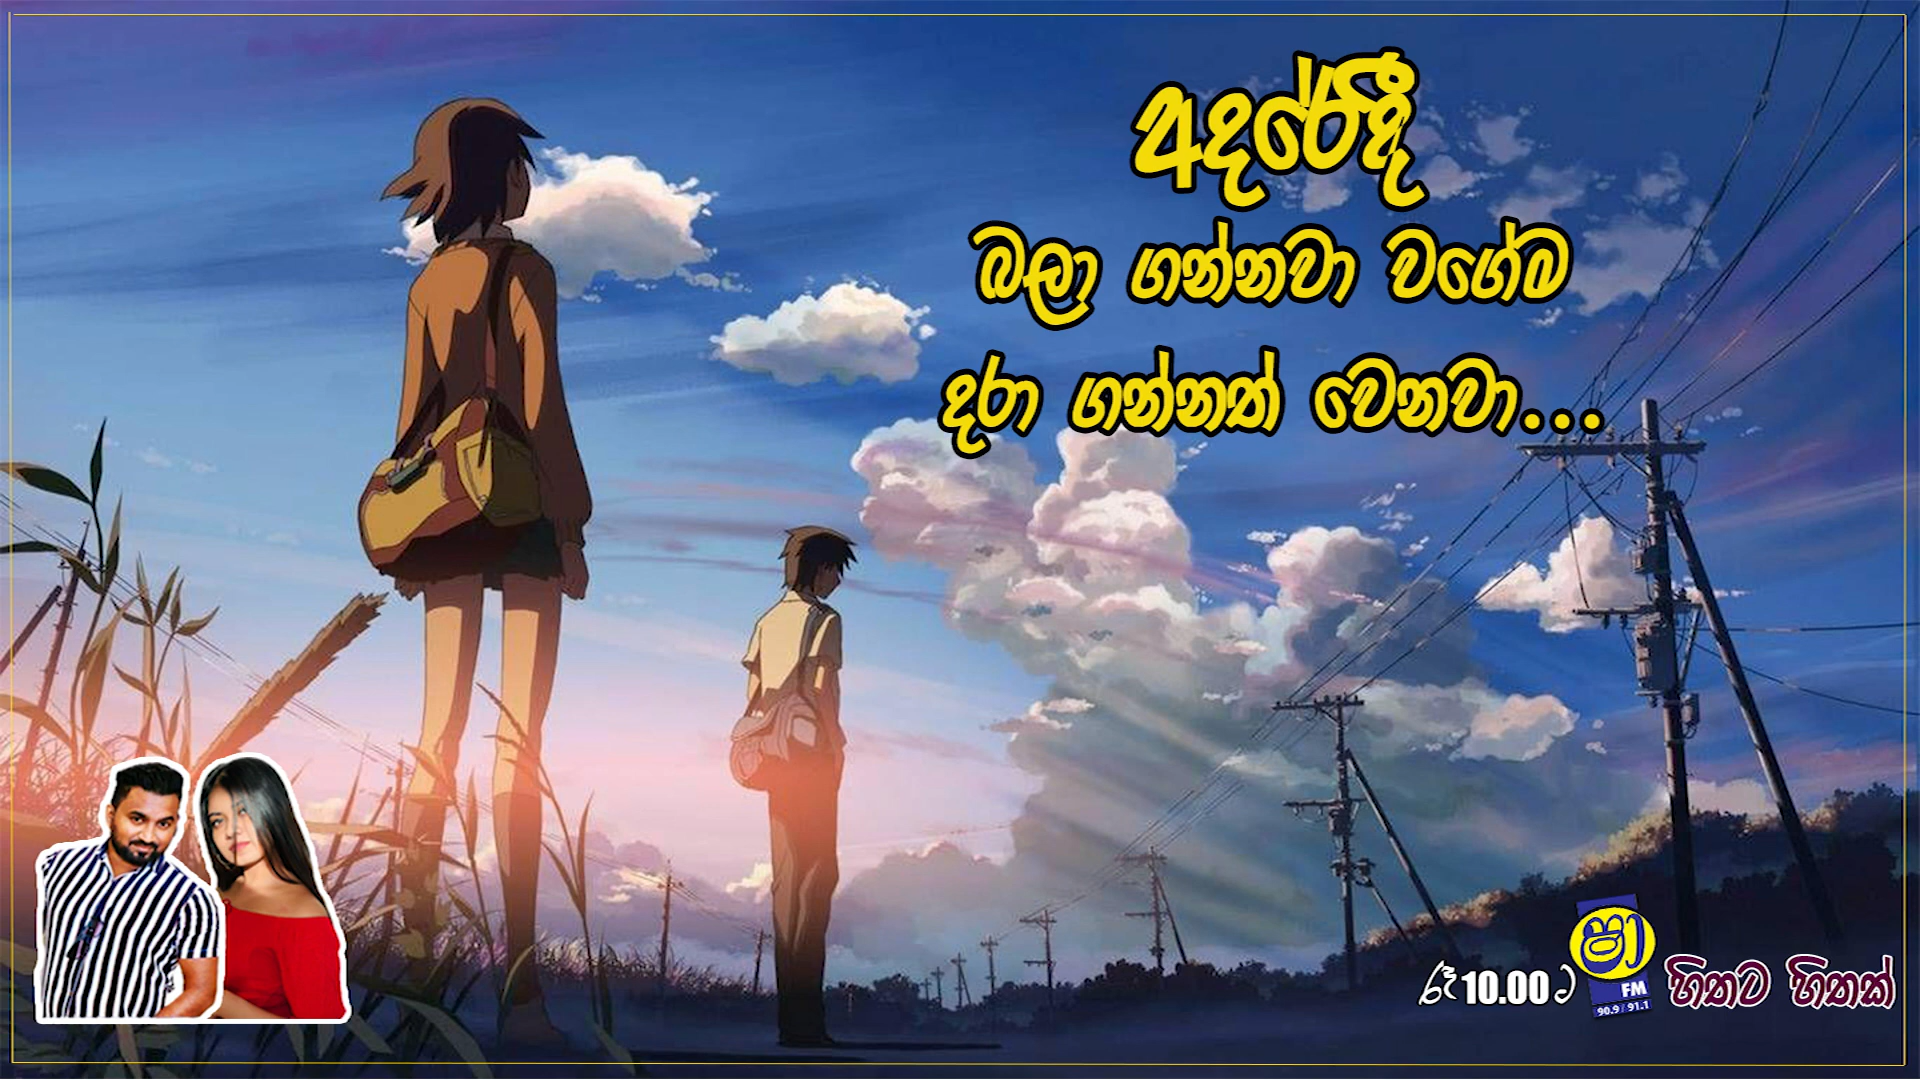 අදරේදී
බලා ගන්නවා වගේම
දරා ගන්නත් වෙනවා...
රෑ 10.00 ට
ෂා
FM
90.9 / 91.1
හිතට හිතක්